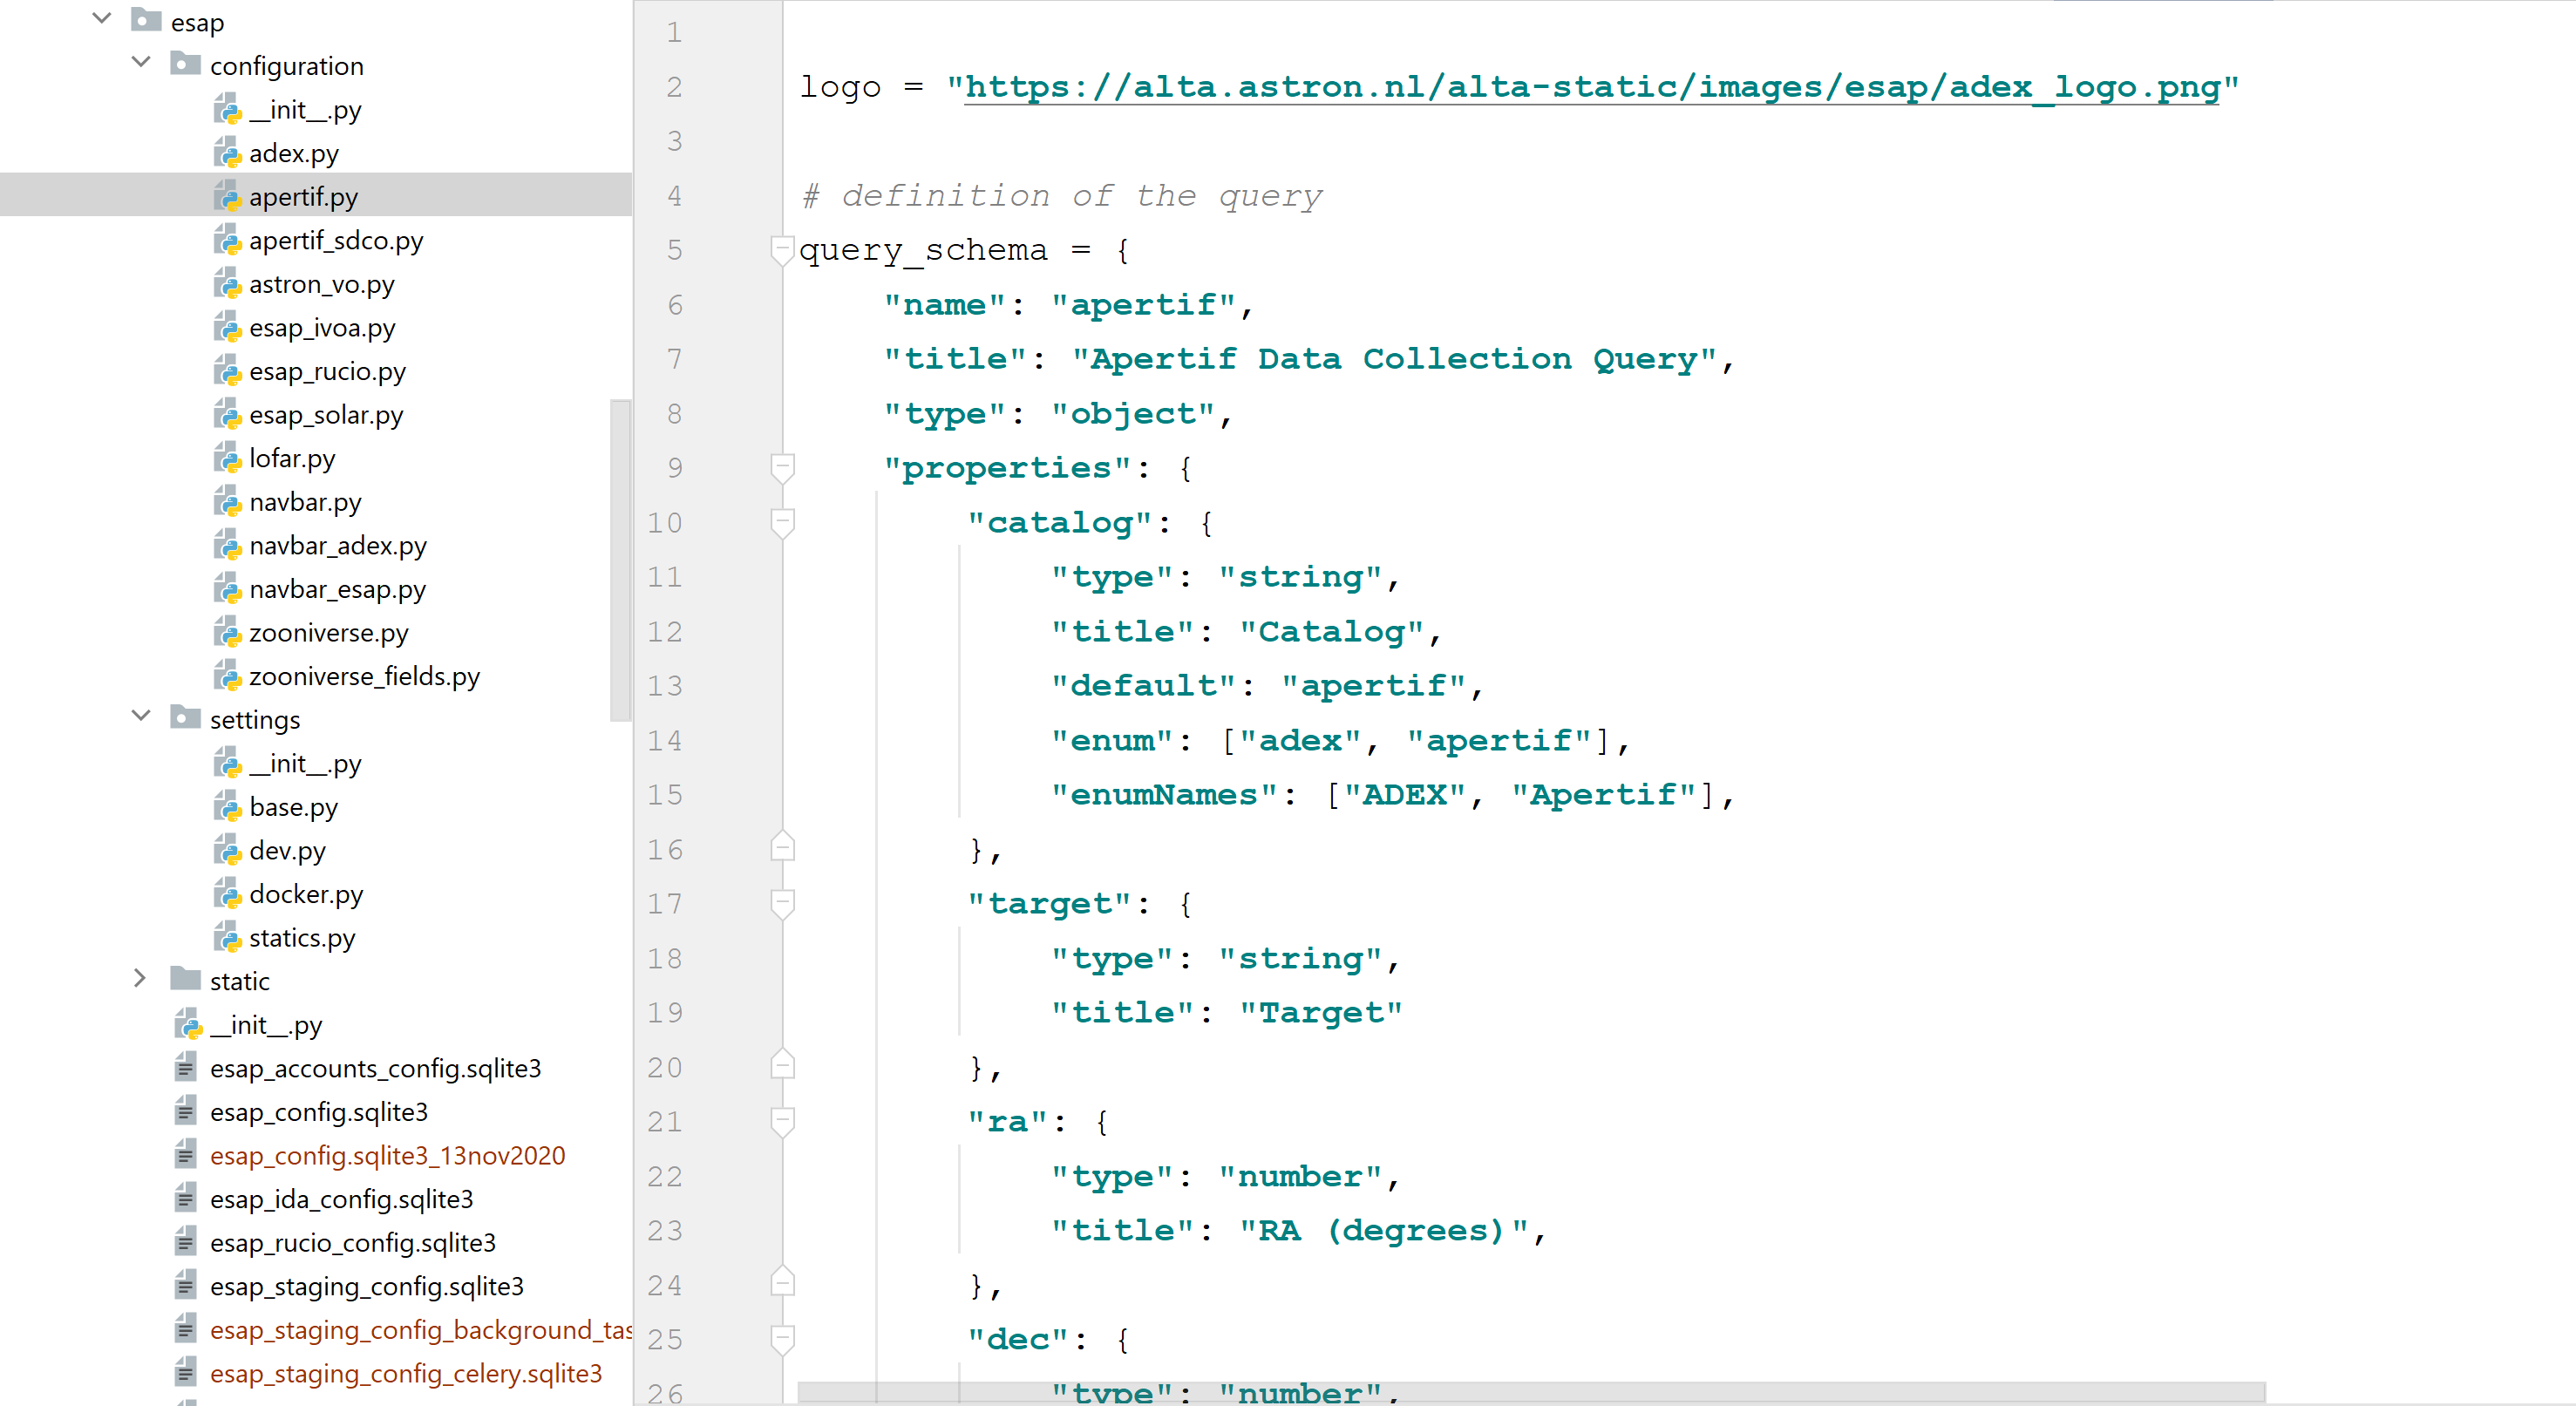 esap
configuration
__init__.py
adex.py
apertif.py
apertif_sdco.py
astron_vo.py
esap_ivoa.py
esap_rucio.py
esap_solar.py
lofar.py
navbar.py
navbar_adex.py
navbar_esap.py
zooniverse.py
zooniverse_fields.py
settings
__init__.py
base.py
dev.py
docker.py
statics.py
static
__init__.py
esap_accounts_config.sqlite3
esap_config.sqlite3
esap_config.sqlite3_13nov2020
esap_ida_config.sqlite3
esap_rucio_config.sqlite3
esap_staging_config.sqlite3
esap_staging_config_background_tas
esap_staging_config_celery.sqlite3
1
2 logo = "https://alta.astron.nl/alta-static/images/esap/adex_logo.png"
3
4 # definition of the query
5 query_schema = {
6 "name": "apertif",
7 "title": "Apertif Data Collection Query",
8 "type": "object",
9 "properties": {
10 "catalog": {
11 "type": "string",
12 "title": "Catalog",
13 "default": "apertif",
14 "enum": ["adex", "apertif"],
15 "enumNames": ["ADEX", "Apertif"],
16 },
17 "target": {
18 "type": "string",
19 "title": "Target"
20 },
21 "ra": {
22 "type": "number",
23 "title": "RA (degrees)",
24 },
25 "dec": {
26 "type": "number",